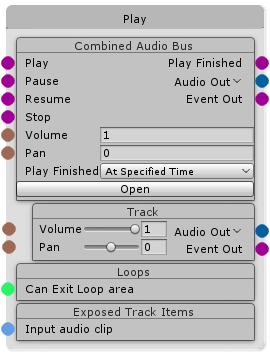 Play
Combined Audio Bus
Play Play Finished
Pause Audio Out
Resume Event Out
Stop
Volume 1
Pan 0
Play Finished At Specified Time
Open
Track
Volume 1 Audio Out
Pan 0 Event Out
Loops
Can Exit Loop area
Exposed Track Items
Input audio clip